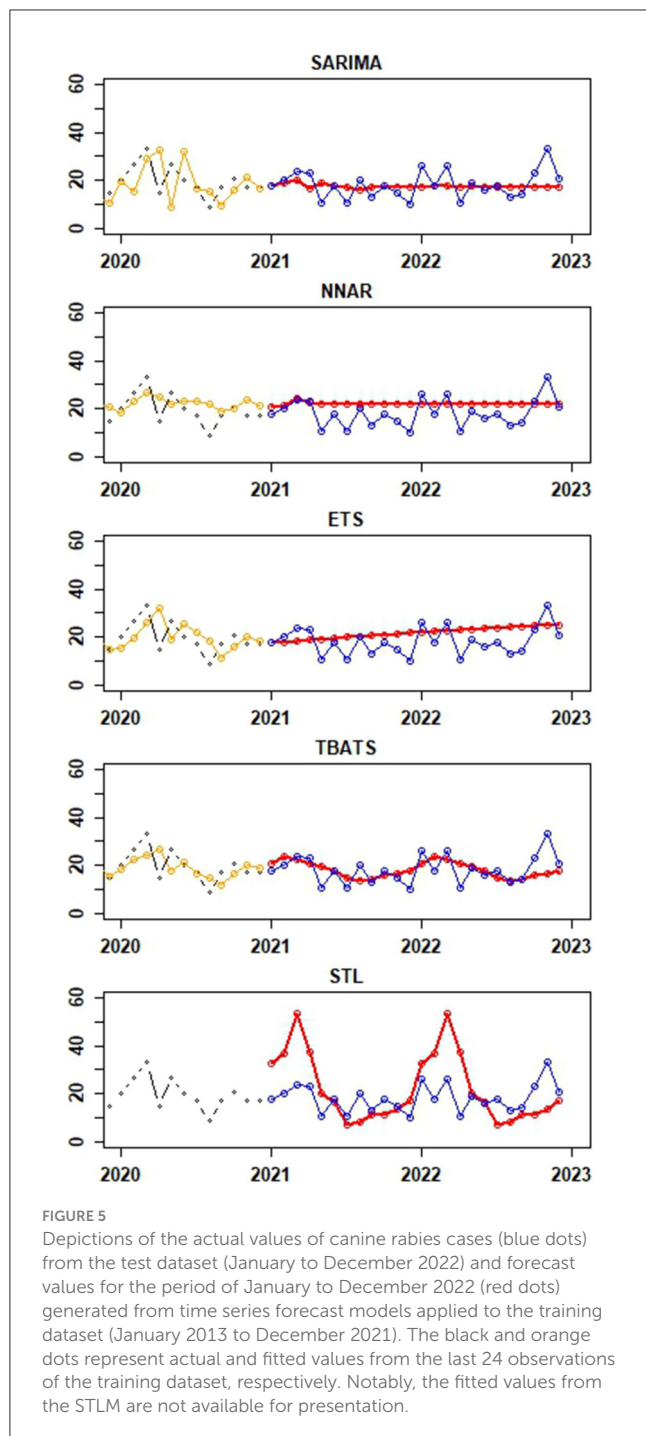 SARIMA
60
40
20
0
2020 2021 2022 2023
NNAR
60
40
20
0
2020 2021 2022 2023
ETS
60
40
20
0
2020 2021 2022 2023
TBATS
60
40
20
0
2020 2021 2022 2023
STL
60
40
20
0
2020 2021 2022 2023
FIGURE 5
Depictions of the actual values of canine rabies cases (blue dots)
from the test dataset (January to December 2022) and forecast
values for the period of January to December 2022 (red dots)
generated from time series forecast models applied to the training
dataset (January 2013 to December 2021). The black and orange
dots represent actual and fitted values from the last 24 observations
of the training dataset, respectively. Notably, the fitted values from
the STLM are not available for presentation.